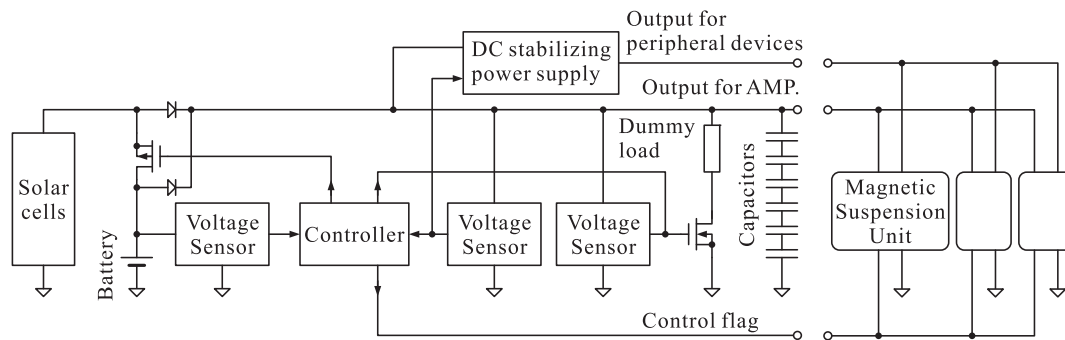 Output for
peripheral devices
DC stabilizing
power supply
Output for AMP.
Dummy
load
Solar
cells
Battery
Voltage
Sensor
Controller
Voltage
Sensor
Voltage
Sensor
Capacitors
Magnetic
Suspension
Unit
Control flag